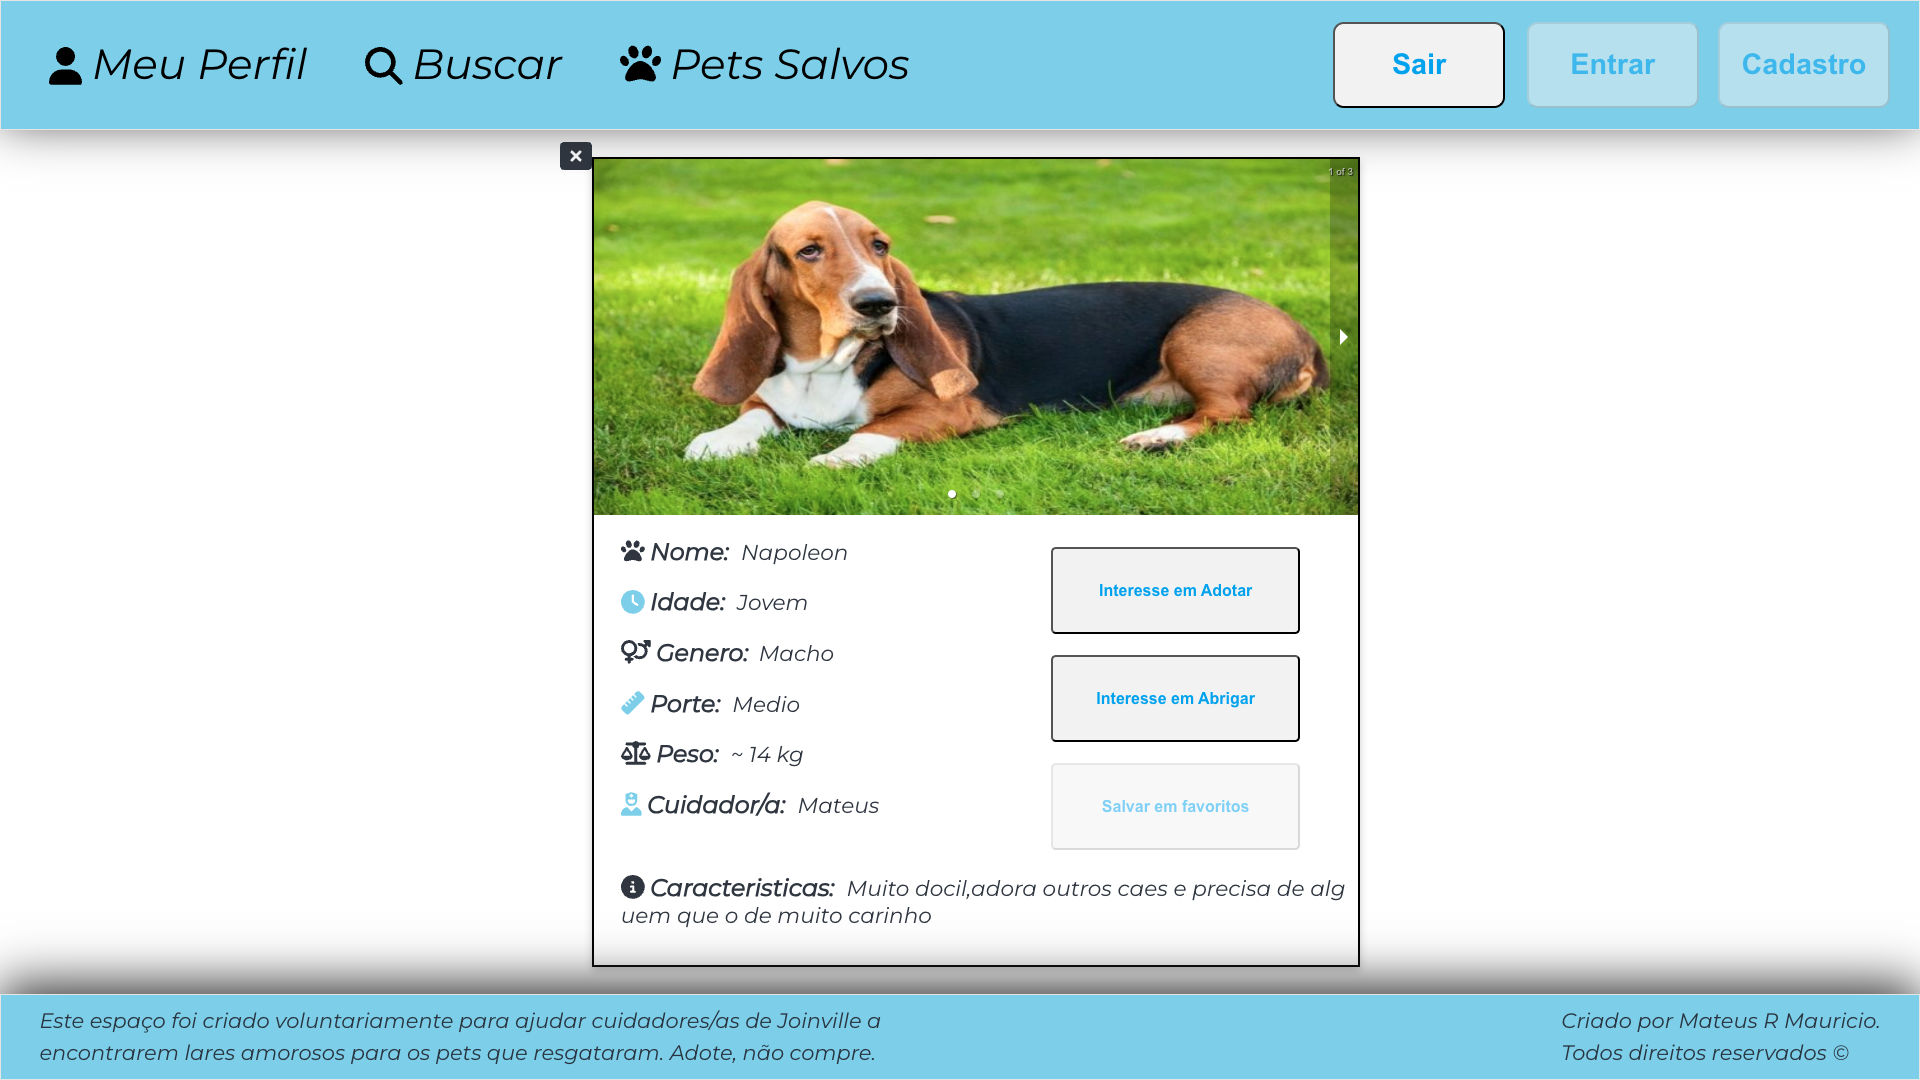 Meu Perfil Buscar Pets Salvos Sair Entrar Cadastro
1 of 3
Nome: Napoleon
Interesse em Adotar
Idade: Jovem
Genero: Macho
Interesse em Abrigar
Porte: Medio
Peso: ~ 14 kg
Cuidador/a: Mateus
Salvar em favoritos
Caracteristicas: Muito docil,adora outros caes e precisa de alg
uem que o de muito carinho
Este espaço foi criado voluntariamente para ajudar cuidadores/as de Joinville a
encontrarem lares amorosos para os pets que resgataram. Adote, não compre.
Criado por Mateus R Mauricio.
Todos direitos reservados ©